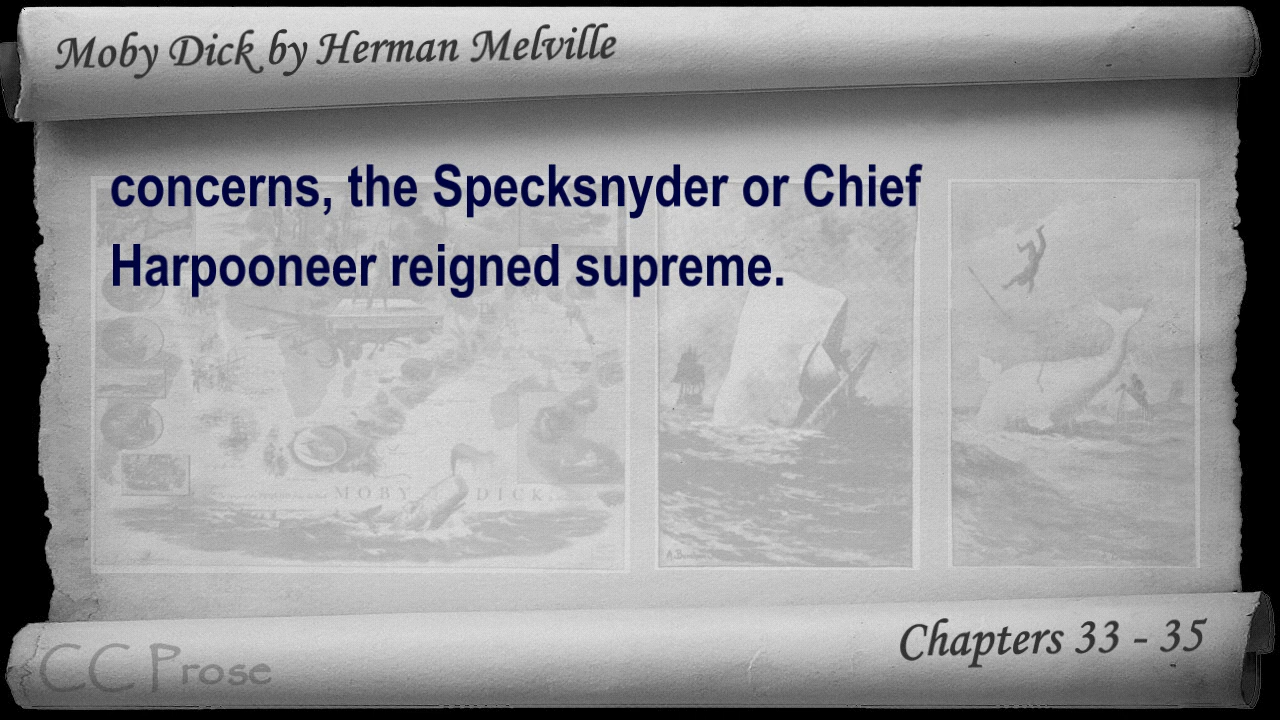 Moby Dick by Herman Melville
concerns, the Specksnyder or Chief
Harpooneer reigned supreme.
MOBY DICK
Chapters 33 - 35
CC Prose